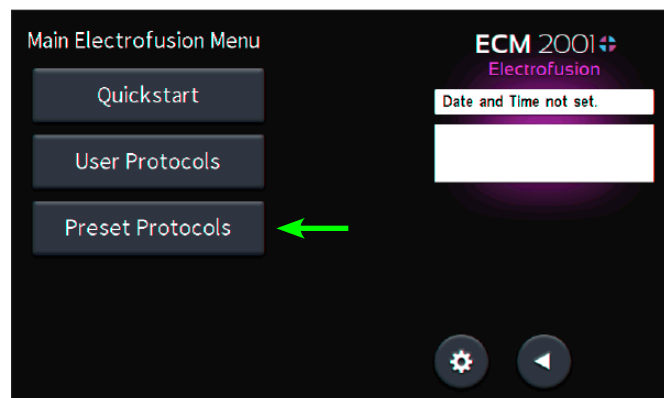 Main Electrofusion Menu
Quickstart
User Protocols
Preset Protocols
ECM 2001
Electrofusion
Date and Time not set.